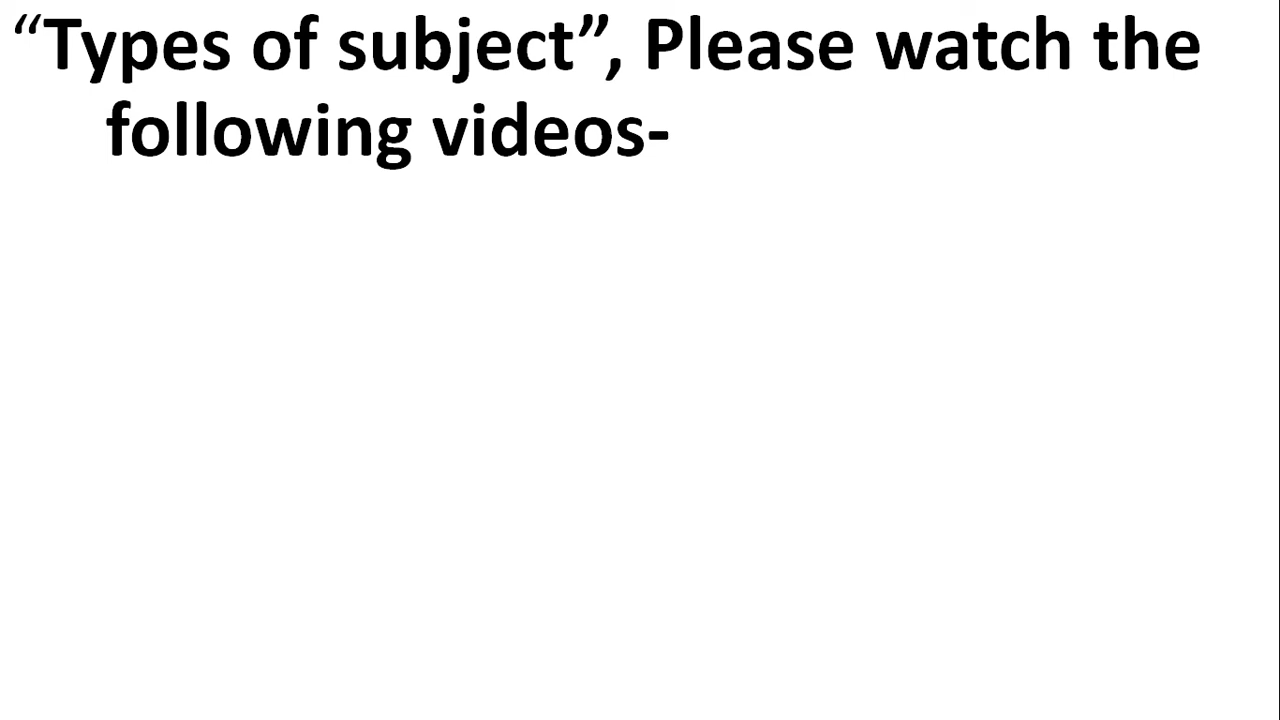 “Types of subject”, Please watch the
following videos-